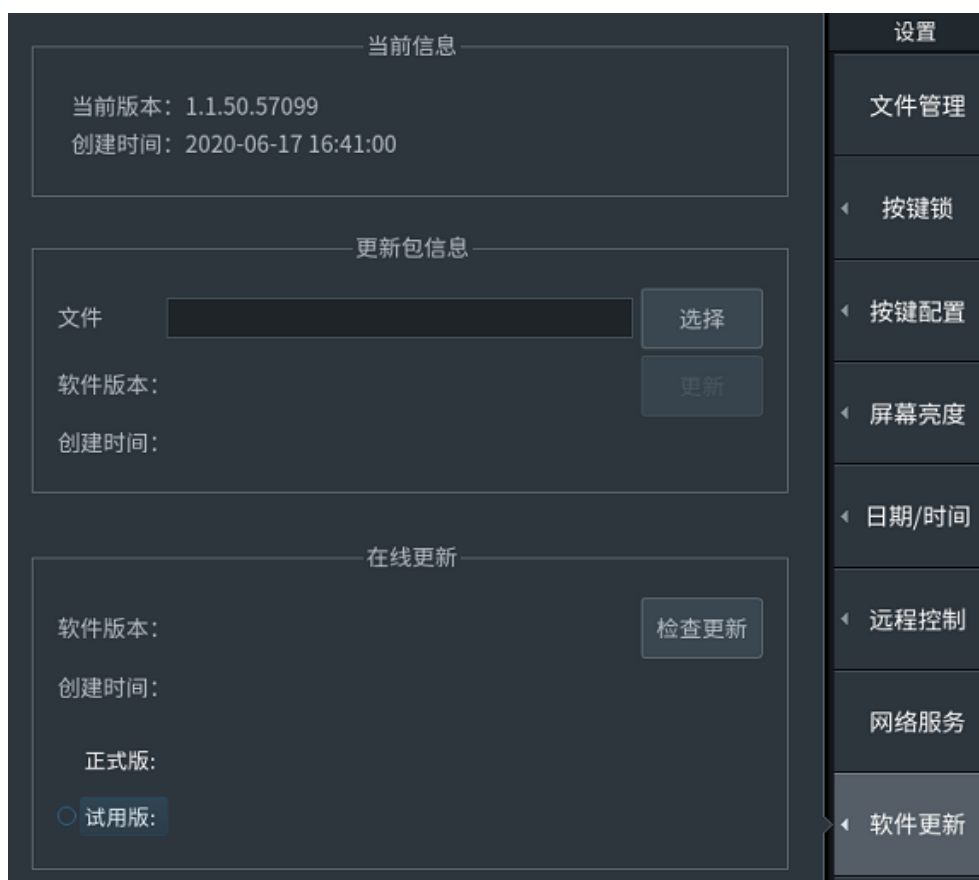 当前信息
当前版本：1.1.50.57099
创建时间：2020-06-17 16:41:00
更新包信息
文件
选择
软件版本：
更新
创建时间：
在线更新
软件版本：
检查更新
创建时间：
正式版:
试用版:
设置
文件管理
按键锁
按键配置
屏幕亮度
日期/时间
远程控制
网络服务
软件更新